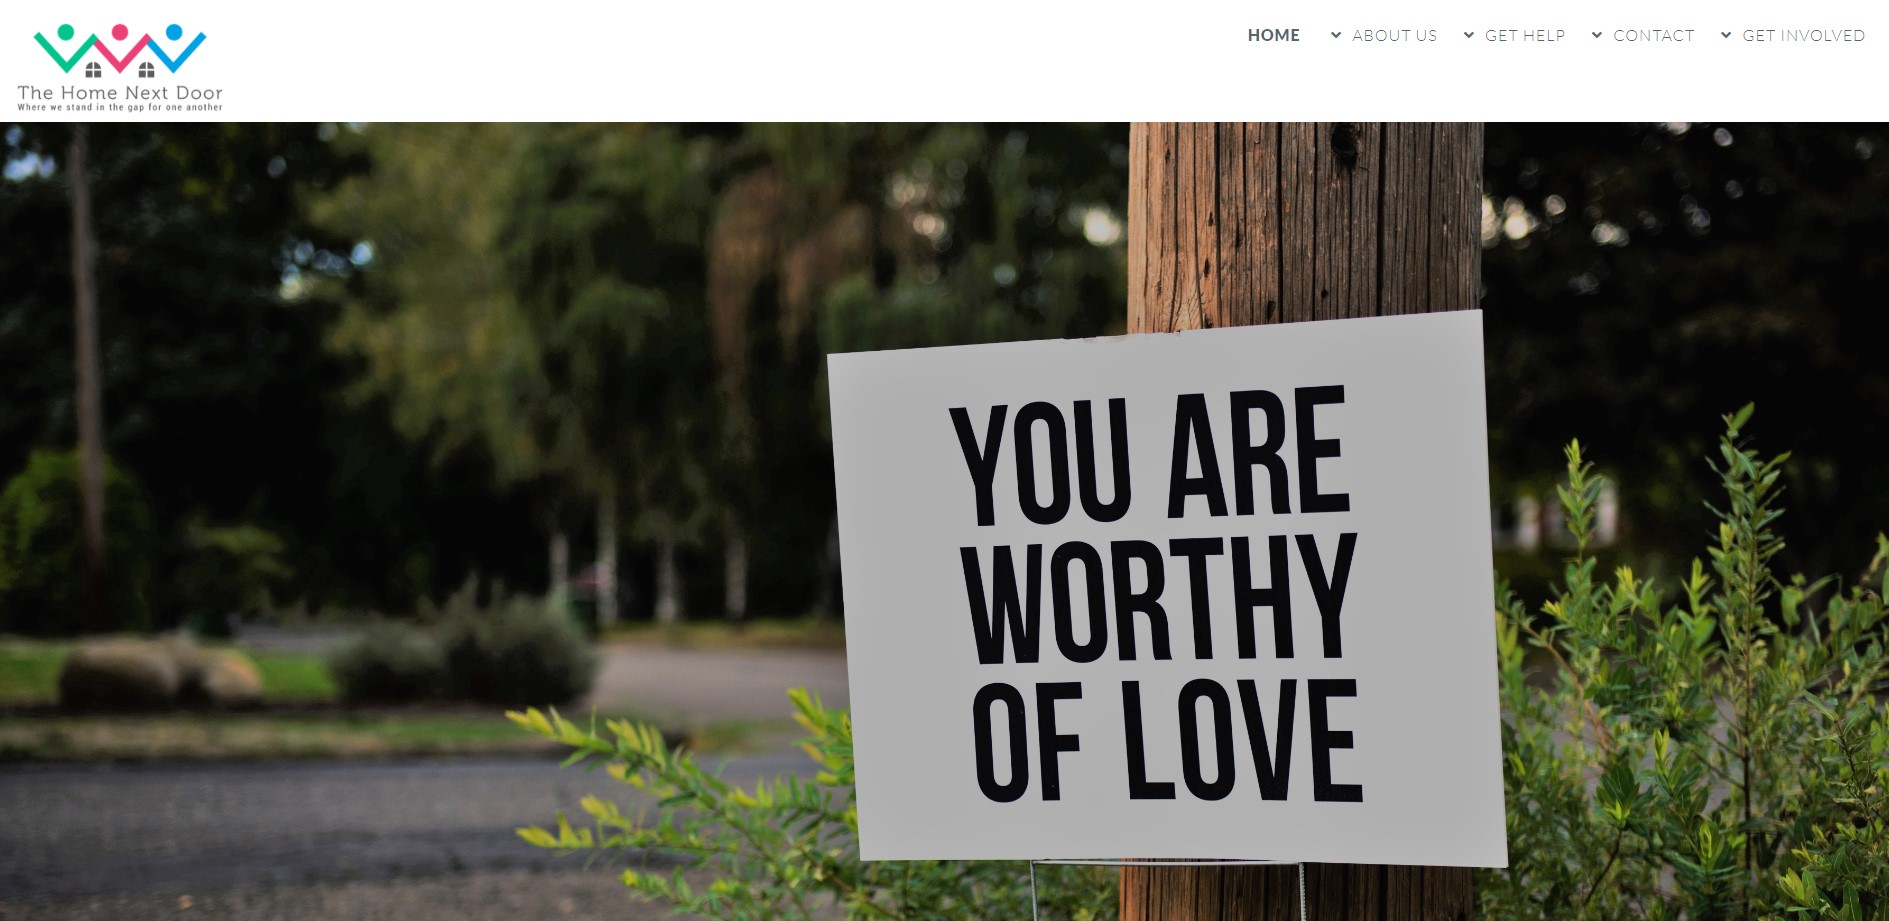 The Home Next Door
Where we stand in the gap for one another
HOME
ABOUT US
GET HELP
CONTACT
GET INVOLVED
YOU ARE
WORTHY
OF LOVE